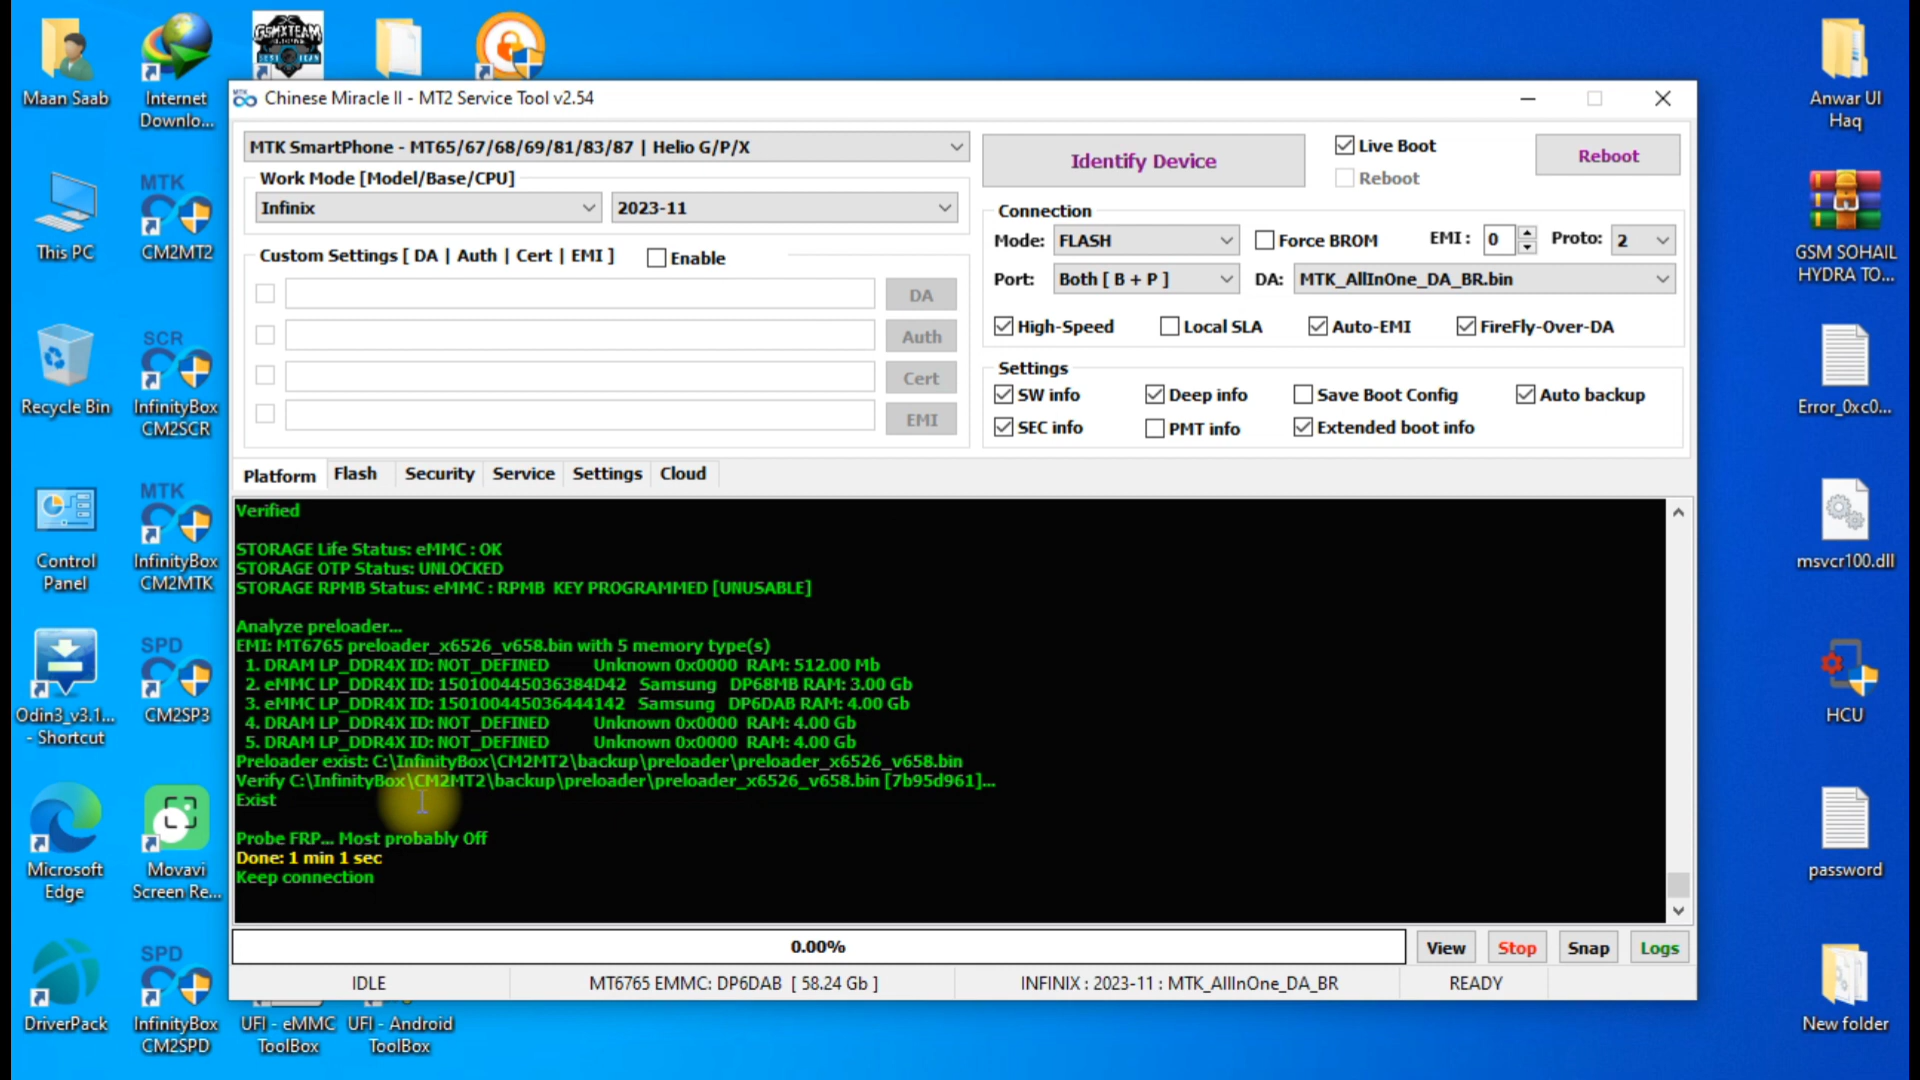 Maan Saab
Internet
Downlo...
GSMXTEAM
Anwar Ul
Haq
Chinese Miracle II - MT2 Service Tool v2.54
MTK SmartPhone - MT65/67/68/69/81/83/87 | Helio G/P/X
Identify Device
Live Boot
Reboot
Reboot
Work Mode [Model/Base/CPU]
Infinix
2023-11
Connection
Mode:
FLASH
Force BROM
EMI :
0
Proto:
2
Port:
Both [ B + P ]
DA:
MTK_AllInOne_DA_BR.bin
High-Speed
Local SLA
Auto-EMI
FireFly-Over-DA
Custom Settings [ DA | Auth | Cert | EMI ]
Enable
DA
Auth
Cert
EMI
Settings
SW info
Deep info
Save Boot Config
Auto backup
SEC info
PMT info
Extended boot info
Platform
Flash
Security
Service
Settings
Cloud
Verified
STORAGE Life Status: eMMC : OK
STORAGE OTP Status: UNLOCKED
STORAGE RPMB Status: eMMC : RPMB  KEY PROGRAMMED [UNUSABLE]
Analyze preloader...
EMI: MT6765 preloader_x6526_v658.bin with 5 memory type(s)
1. DRAM LP_DDR4X ID: NOT_DEFINED Unknown 0x0000 RAM: 512.00 Mb
2. eMMC LP_DDR4X ID: 150100445036384D42 Samsung DP68MB RAM: 3.00 Gb
3. eMMC LP_DDR4X ID: 150100445036444142 Samsung DP6DAB RAM: 4.00 Gb
4. DRAM LP_DDR4X ID: NOT_DEFINED Unknown 0x0000 RAM: 4.00 Gb
5. DRAM LP_DDR4X ID: NOT_DEFINED Unknown 0x0000 RAM: 4.00 Gb
Preloader exist: C:\InfinityBox\CM2MT2\backup\preloader\preloader_x6526_v658.bin
Verify C:\InfinityBox\CM2MT2\backup\preloader\preloader_x6526_v658.bin [7b95d961]...
Exist
Probe FRP... Most probably Off
Done: 1 min 1 sec
Keep connection
0.00%
View
Stop
Snap
Logs
IDLE
MT6765 EMMC: DP6DAB [ 58.24 Gb ]
INFINIX : 2023-11 : MTK_AllInOne_DA_BR
READY
This PC
MTK
CM2MT2
Recycle Bin
SCR
InfinityBox
CM2SCR
Control
Panel
MTK
InfinityBox
CM2MTK
Odin3_v3.1...
- Shortcut
SPD
CM2SP3
Microsoft
Edge
Movavi
Screen Re...
DriverPack
SPD
InfinityBox
CM2SPD
UFI - eMMC
ToolBox
UFI - Android
ToolBox
GSM SOHAIL
HYDRA TO...
Error_0xc0...
msvcr100.dll
HCU
password
New folder